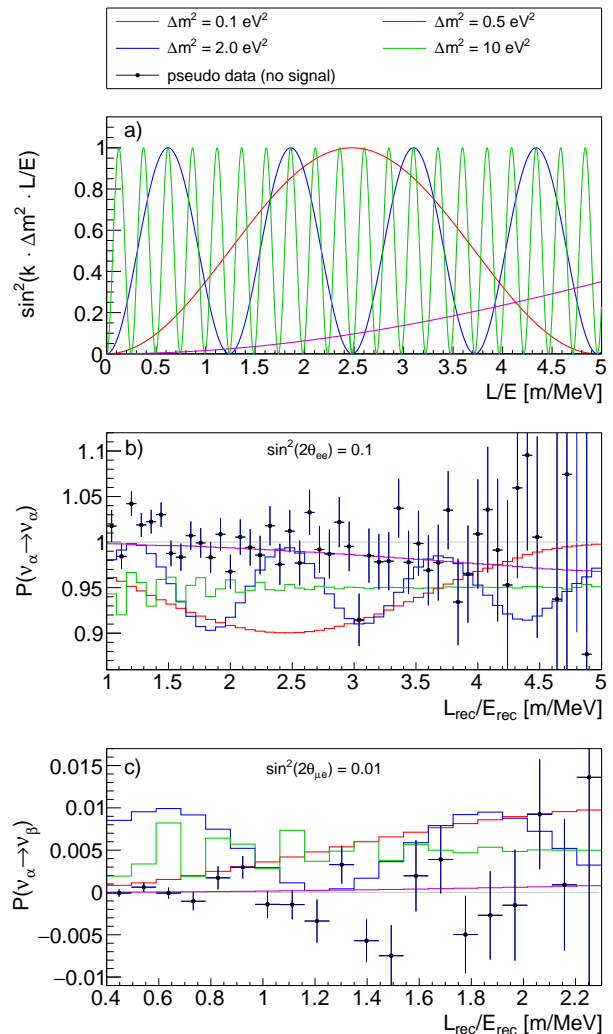 Δm² = 0.1 eV² Δm² = 0.5 eV²
Δm² = 2.0 eV² Δm² = 10 eV²
pseudo data (no signal)
a)
sin²(k · Δm² · L/E)
1
0.8
0.6
0.4
0.2
0
0 0.5 1 1.5 2 2.5 3 3.5 4 4.5 5
L/E [m/MeV]
b)
sin²(2θee) = 0.1
P(να→να)
1.1
1.05
1
0.95
0.9
1 1.5 2 2.5 3 3.5 4 4.5 5
Lrec/Erec [m/MeV]
c)
sin²(2θμe) = 0.01
P(να→νβ)
0.015
0.01
0.005
0
−0.005
−0.01
0.4 0.6 0.8 1 1.2 1.4 1.6 1.8 2 2.2
Lrec/Erec [m/MeV]